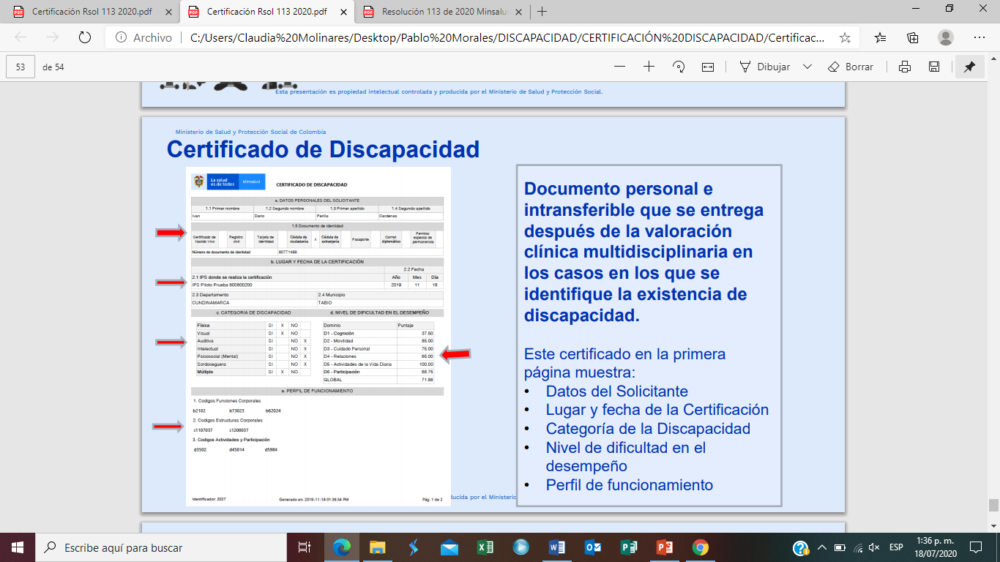 Certificación Rsol 113 2020.pdf
Certificación Rsol 113 2020.pdf
Resolución 113 de 2020 Minsalu
Archivo
C:/Users/Claudia%20Molinares/Desktop/Pablo%20Morales/DISCAPACIDAD/CERTIFICACIÓN%20DISCAPACIDAD/Certificac...
53 de 54
Dibujar
Borrar
Esta presentación es propiedad intelectual controlada y producida por el Ministerio de Salud y Protección Social.
Ministerio de Salud y Protección Social de Colombia
Certificado de Discapacidad
La salud es de todos
Minsalud
CERTIFICADO DE DISCAPACIDAD
a. DATOS PERSONALES DEL SOLICITANTE
1.1 Primer nombre 1.2 Segundo nombre 1.3 Primer apellido 1.4 Segundo apellido
Ivan Dario Perilla Cardenas
1.5 Documento de identidad
Certificado de Nacido Vivo Registro civil Tarjeta de Identidad Cédula de ciudadanía X Cédula de extranjería Pasaporte Carnet diplomático Permiso especial de permanencia
Número de documento de identidad: 80771498
b. LUGAR Y FECHA DE LA CERTIFICACIÓN
2.2 Fecha
2.1 IPS donde se realiza la certificación Año Mes Día
IPS Piloto Prueba 800800200 2019 11 18
2.3 Departamento 2.4 Municipio
CUNDINAMARCA TABIO
c. CATEGORIA DE DISCAPACIDAD
Física SI X NO
Visual SI X NO
Auditiva SI NO X
Intelectual SI NO X
Psicosocial (Mental) SI NO X
Sordoceguera SI NO X
Múltiple SI X NO
d. NIVEL DE DIFICULTAD EN EL DESEMPEÑO
Dominio Puntaje
D1 - Cognición 37.50
D2 - Movilidad 85.00
D3 - Cuidado Personal 75.00
D4 - Relaciones 65.00
D5 - Actividades de la Vida Diaria 100.00
D6 - Participación 68.75
GLOBAL 71.88
e. PERFIL DE FUNCIONAMIENTO
1. Codigos Funciones Corporales
b2102 b73023 b62024
2. Codigos Estructuras Corporales
s1107037 s1200037
3. Codigos Actividades y Participación
d3502 d45014 d5984
Identificador: 2027 Generado en: 2019-11-18 01:36:34 PM Pág. 1 de 2
ducida por el Ministerio
Documento personal e
intransferible que se entrega
después de la valoración
clínica multidisciplinaria en
los casos en los que se
identifique la existencia de
discapacidad.
Este certificado en la primera
página muestra:
• Datos del Solicitante
• Lugar y fecha de la Certificación
• Categoría de la Discapacidad
• Nivel de dificultad en el
desempeño
• Perfil de funcionamiento
Escribe aquí para buscar
ESP
1:36 p. m.
18/07/2020